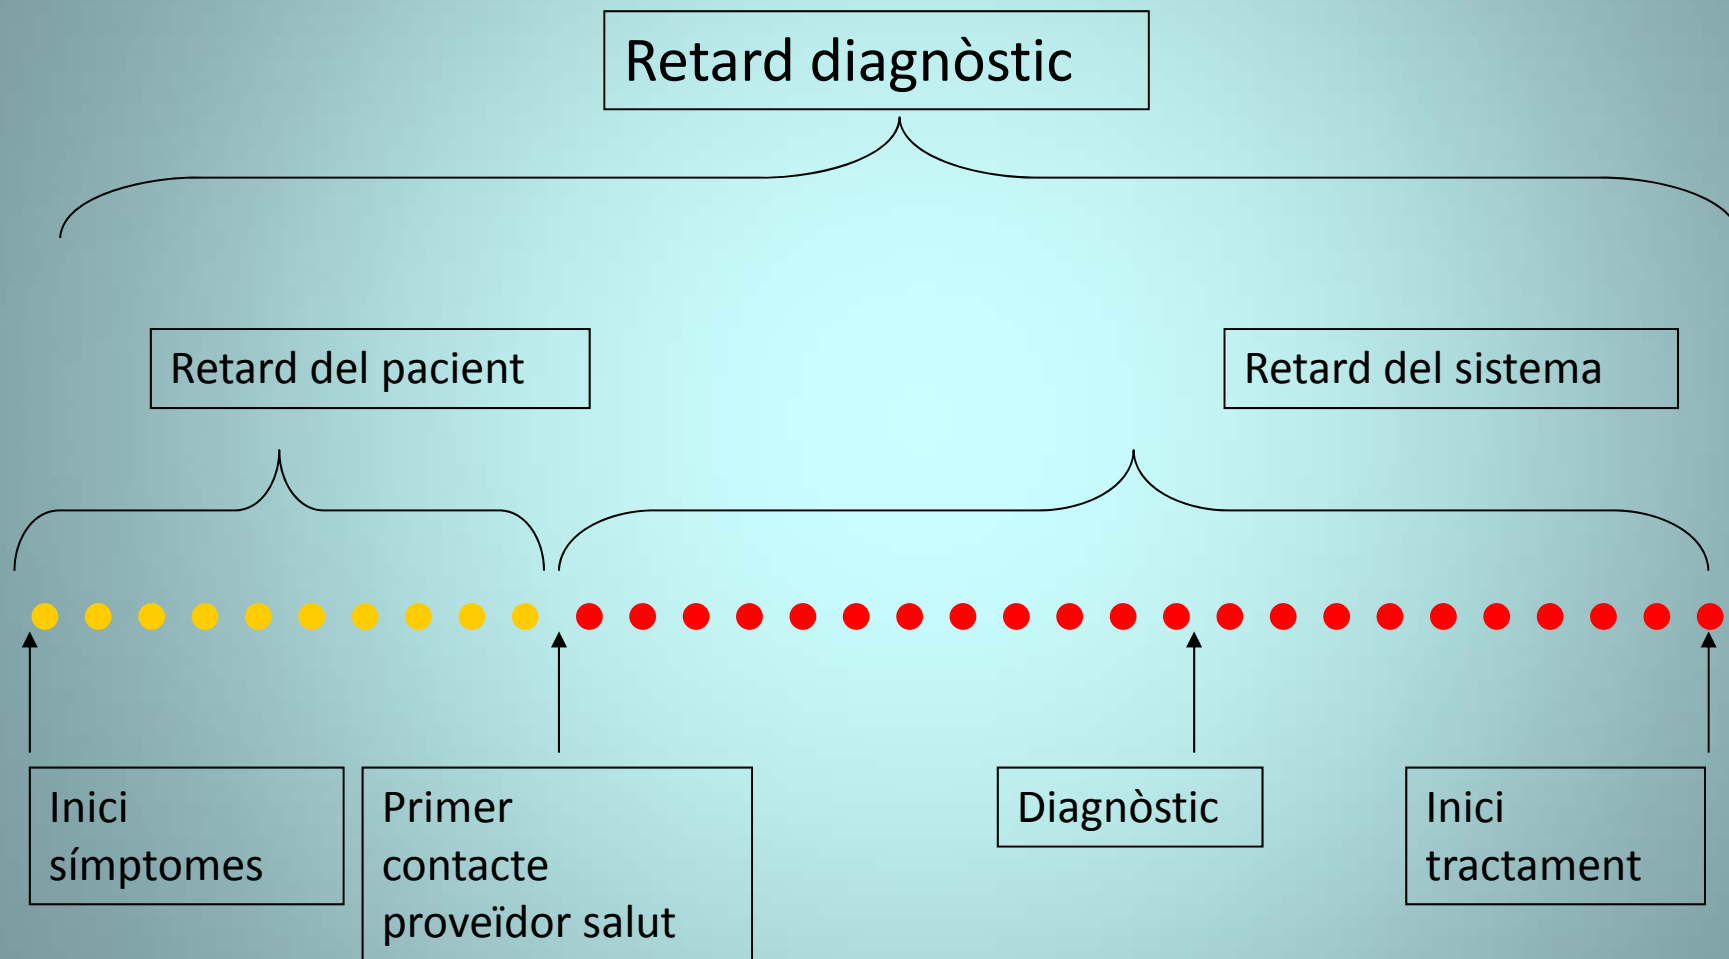 Retard diagnòstic
Retard del pacient
Retard del sistema
Inici
símptomes
Primer
contacte
proveïdor salut
Diagnòstic
Inici
tractament